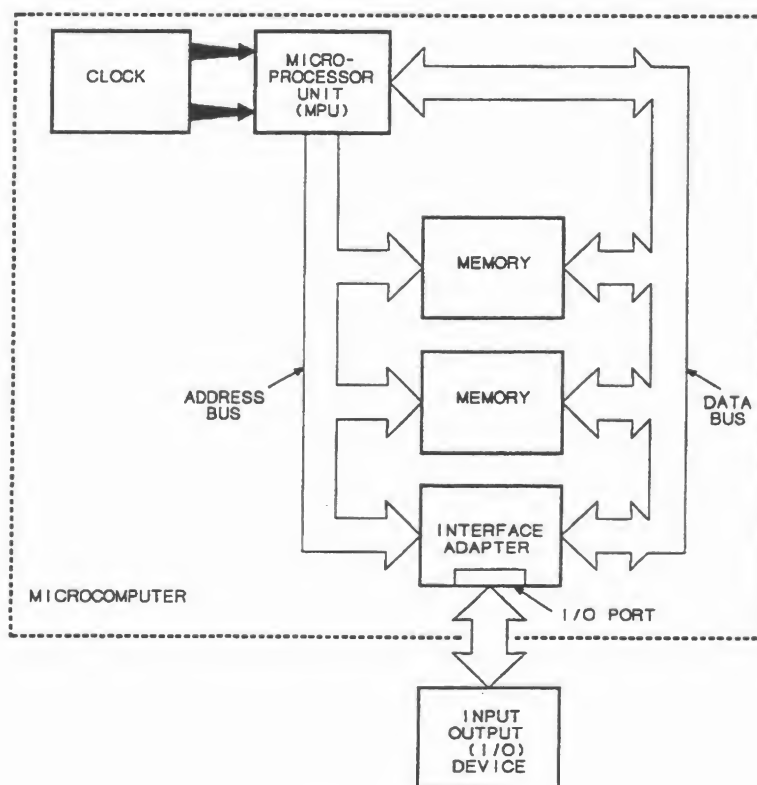 CLOCK
MICRO-
PROCESSOR
UNIT
(MPU)
MEMORY
ADDRESS
BUS
MEMORY
DATA
BUS
INTERFACE
ADAPTER
MICROCOMPUTER
I/O PORT
INPUT
OUTPUT
(I/O)
DEVICE